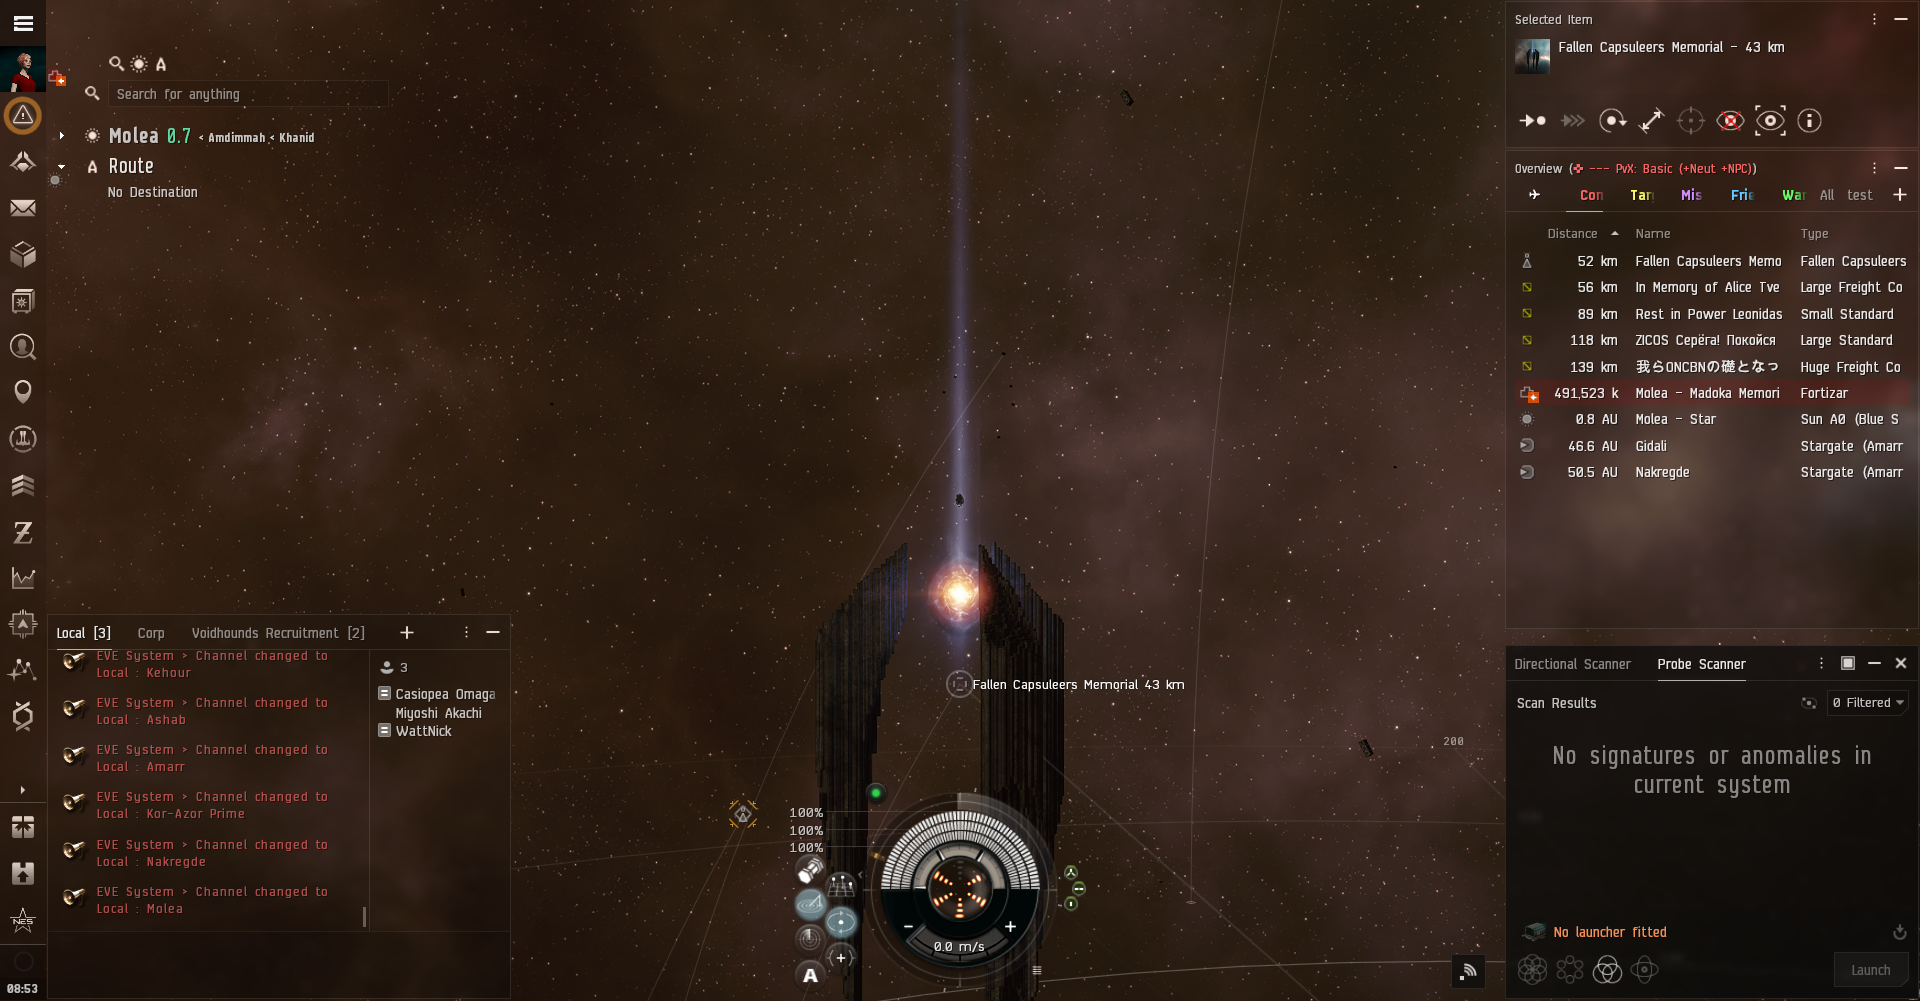 Search for anything
Molea 0.7 < Amdimmah < Khanid
Route
No Destination
Selected Item
Fallen Capsuleers Memorial - 43 km
Overview (✜ --- PvX: Basic (+Neut +NPC))
Con Tar Mis Frie War All test
Distance Name Type
52 km Fallen Capsuleers Memo Fallen Capsuleers
56 km In Memory of Alice Tve Large Freight Co
89 km Rest in Power Leonidas Small Standard
118 km ZICOS Серёга! Покойся Large Standard
139 km 我らONCBNの礎となっ Huge Freight Co
491,523 k Molea - Madoka Memori Fortizar
0.8 AU Molea - Star Sun A0 (Blue S
46.6 AU Gidali Stargate (Amarr
50.5 AU Nakregde Stargate (Amarr
Local [3] Corp Voidhounds Recruitment [2]
EVE System > Channel changed to
Local : Kehour
EVE System > Channel changed to
Local : Ashab
EVE System > Channel changed to
Local : Amarr
EVE System > Channel changed to
Local : Kor-Azor Prime
EVE System > Channel changed to
Local : Nakregde
EVE System > Channel changed to
Local : Molea
3
Casiopea Omaga
Miyoshi Akachi
WattNick
Fallen Capsuleers Memorial 43 km
200
100%
100%
100%
0.0 m/s
A
Directional Scanner Probe Scanner
Scan Results 0 Filtered
No signatures or anomalies in
current system
No launcher fitted
Launch
NES
08:53